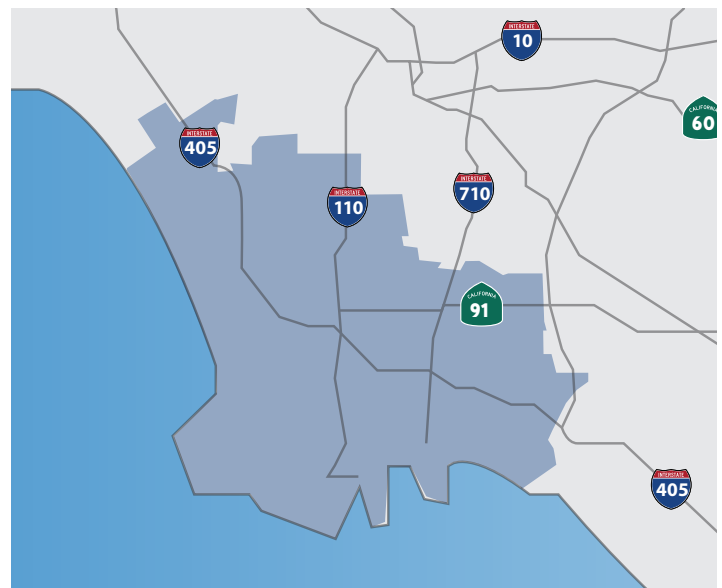 INTERSTATE
10
CALIFORNIA
60
INTERSTATE
405
INTERSTATE
110
INTERSTATE
710
CALIFORNIA
91
INTERSTATE
405